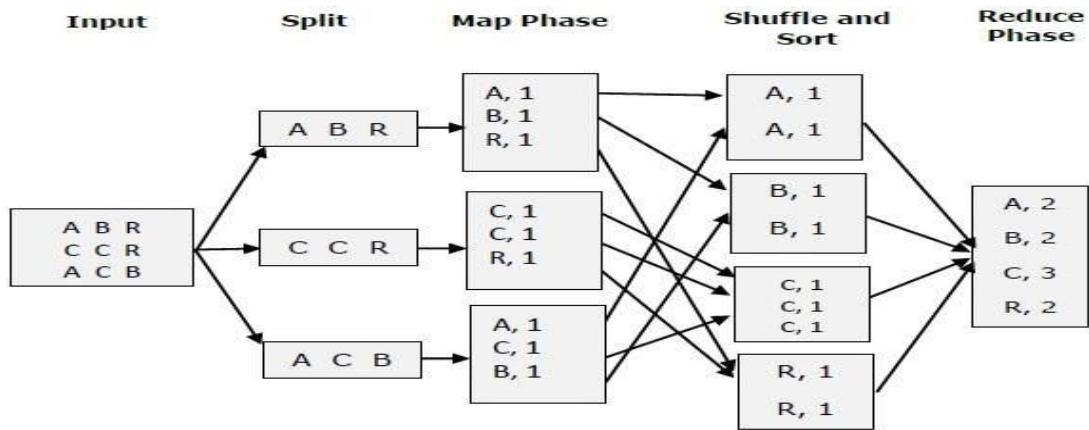 Input
Split
Map Phase
Shuffle and
Sort
Reduce
Phase
A B R
C C R
A C B
A B R
C C R
A C B
A, 1
B, 1
R, 1
C, 1
C, 1
R, 1
A, 1
C, 1
B, 1
A, 1
A, 1
B, 1
B, 1
C, 1
C, 1
C, 1
R, 1
R, 1
A, 2
B, 2
C, 3
R, 2